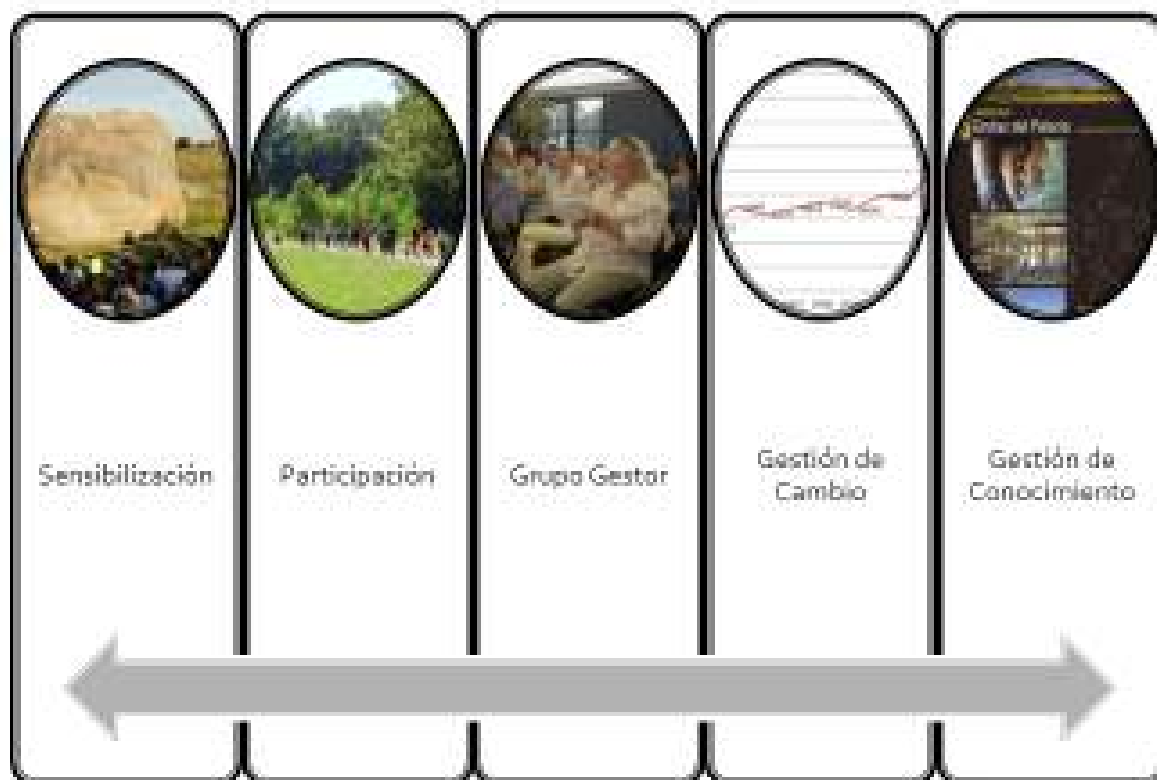 Sensibilización
Participación
Grupo Gestor
Gestión de
Cambio
Gestión de
Conocimiento